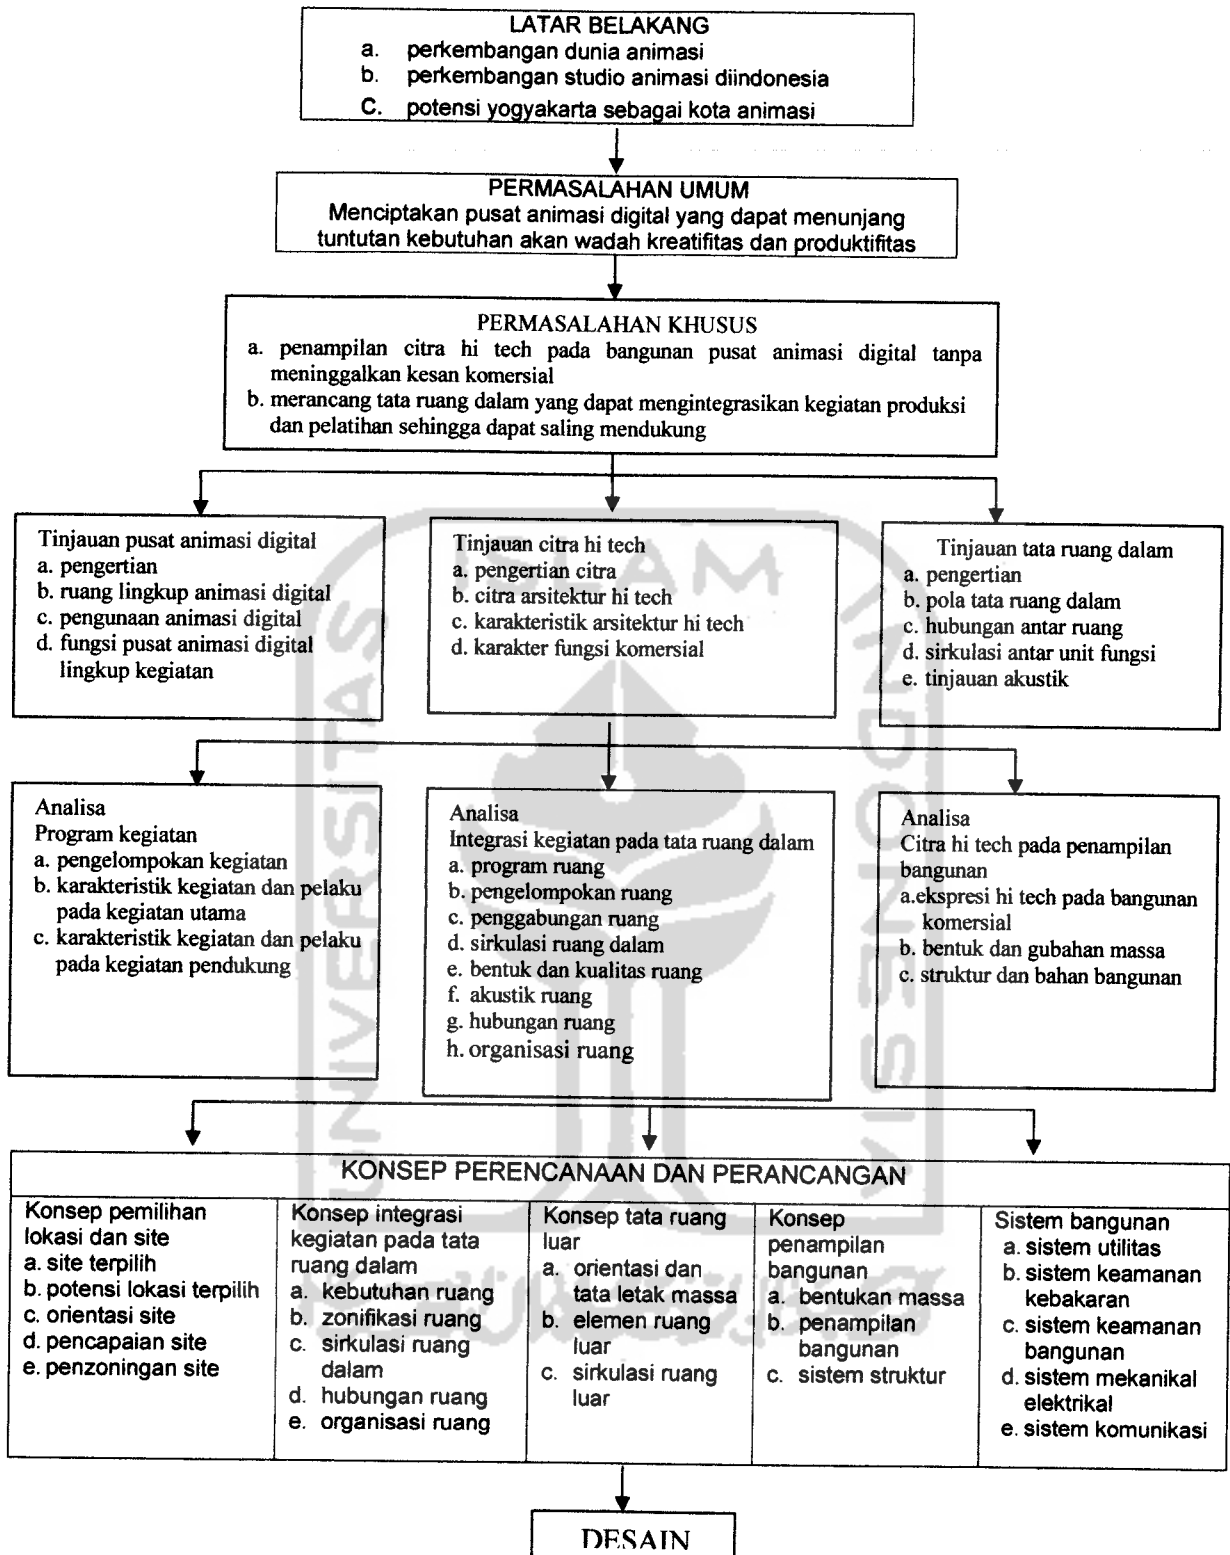 LATAR BELAKANG
a. perkembangan dunia animasi
b. perkembangan studio animasi diindonesia
C. potensi yogyakarta sebagai kota animasi
PERMASALAHAN UMUM
Menciptakan pusat animasi digital yang dapat menunjang
tuntutan kebutuhan akan wadah kreatifitas dan produktifitas
PERMASALAHAN KHUSUS
a. penampilan citra hi tech pada bangunan pusat animasi digital tanpa
meninggalkan kesan komersial
b. merancang tata ruang dalam yang dapat mengintegrasikan kegiatan produksi
dan pelatihan sehingga dapat saling mendukung
Tinjauan pusat animasi digital
a. pengertian
b. ruang lingkup animasi digital
c. pengunaan animasi digital
d. fungsi pusat animasi digital
lingkup kegiatan
Tinjauan citra hi tech
a. pengertian citra
b. citra arsitektur hi tech
c. karakteristik arsitektur hi tech
d. karakter fungsi komersial
Tinjauan tata ruang dalam
a. pengertian
b. pola tata ruang dalam
c. hubungan antar ruang
d. sirkulasi antar unit fungsi
e. tinjauan akustik
Analisa
Program kegiatan
a. pengelompokan kegiatan
b. karakteristik kegiatan dan pelaku
pada kegiatan utama
c. karakteristik kegiatan dan pelaku
pada kegiatan pendukung
Analisa
Integrasi kegiatan pada tata ruang dalam
a. program ruang
b. pengelompokan ruang
c. penggabungan ruang
d. sirkulasi ruang dalam
e. bentuk dan kualitas ruang
f. akustik ruang
g. hubungan ruang
h. organisasi ruang
Analisa
Citra hi tech pada penampilan
bangunan
a.ekspresi hi tech pada bangunan
komersial
b. bentuk dan gubahan massa
c. struktur dan bahan bangunan
KONSEP PERENCANAAN DAN PERANCANGAN
Konsep pemilihan
lokasi dan site
a. site terpilih
b. potensi lokasi terpilih
c. orientasi site
d. pencapaian site
e. penzoningan site
Konsep integrasi
kegiatan pada tata
ruang dalam
a. kebutuhan ruang
b. zonifikasi ruang
c. sirkulasi ruang
dalam
d. hubungan ruang
e. organisasi ruang
Konsep tata ruang
luar
a. orientasi dan
tata letak massa
b. elemen ruang
luar
c. sirkulasi ruang
luar
Konsep
penampilan
bangunan
a. bentukan massa
b. penampilan
bangunan
c. sistem struktur
Sistem bangunan
a. sistem utilitas
b. sistem keamanan
kebakaran
c. sistem keamanan
bangunan
d. sistem mekanikal
elektrikal
e. sistem komunikasi
DESAIN
UNIVERSITAS
ISLAM
INDONESIA